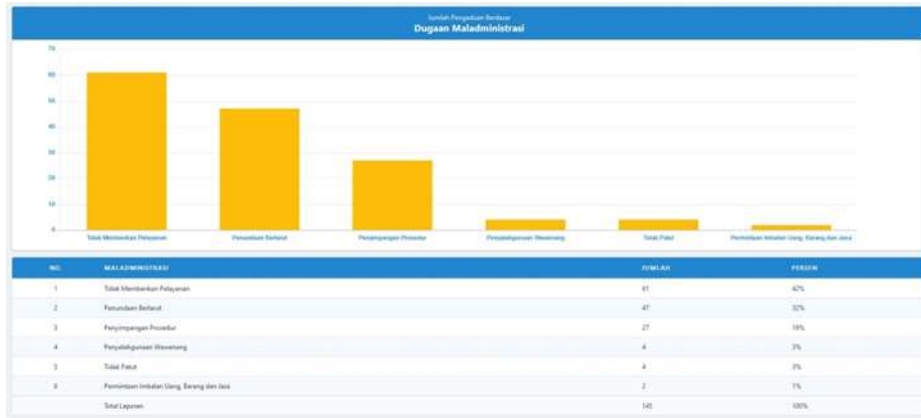 Jumlah Pengaduan Berdasar
Dugaan Maladministrasi
70
60
50
40
30
20
10
0
Tidak Memberikan Pelayanan Penundaan Berlarut Penyimpangan Prosedur Penyalahgunaan Wewenang Tidak Patut Permintaan Imbalan Uang, Barang dan Jasa
NO. MALADMINISTRASI JUMLAH PERSEN
1 Tidak Memberikan Pelayanan 61 42%
2 Penundaan Berlarut 47 32%
3 Penyimpangan Prosedur 27 19%
4 Penyalahgunaan Wewenang 4 3%
5 Tidak Patut 4 3%
6 Permintaan Imbalan Uang, Barang dan Jasa 2 1%
Total Laporan 145 100%